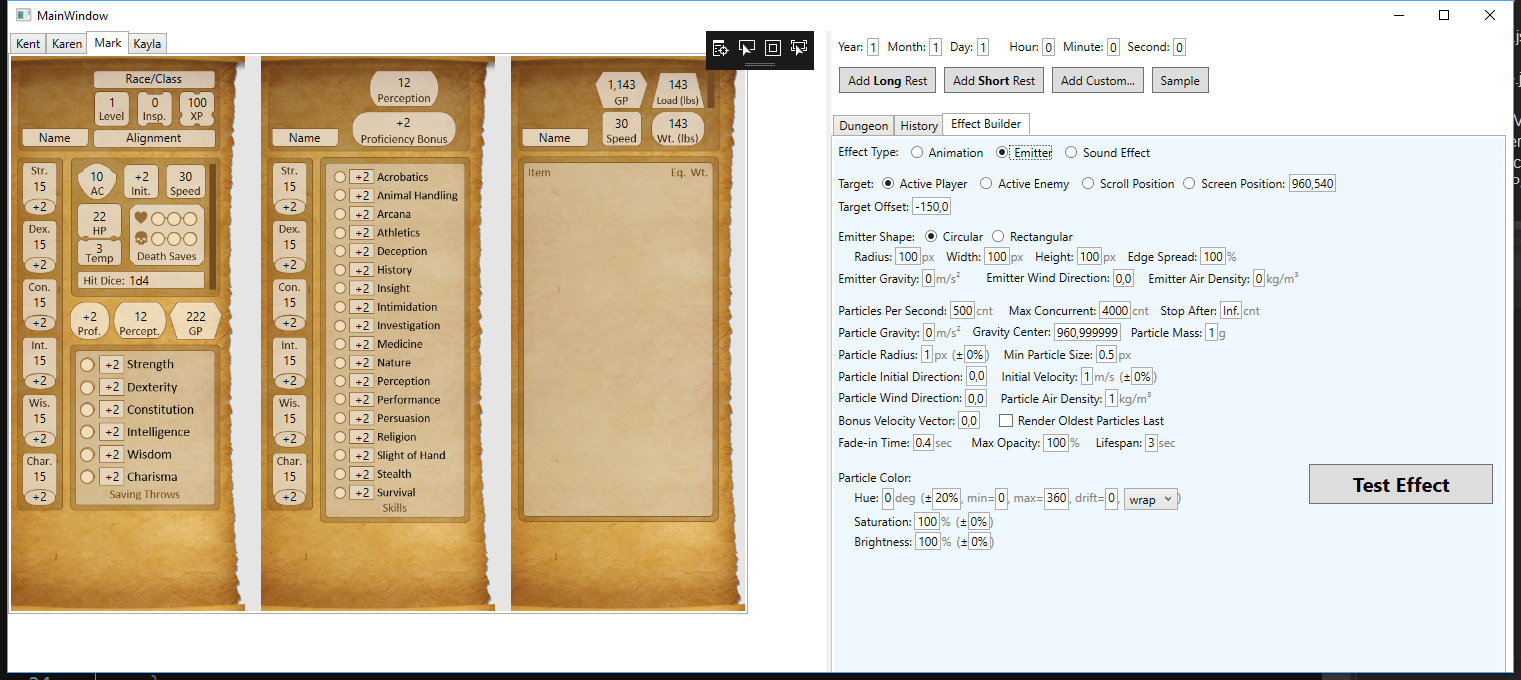 MainWindow
Kent Karen Mark Kayla
Race/Class
1 Level 0 Insp. 100 XP
Name Alignment
Str. 15 +2
Dex. 15 +2
Con. 15 +2
Int. 15 +2
Wis. 15 +2
Char. 15 +2
10 AC +2 Init. 30 Speed
22 HP
3 Temp
Death Saves
Hit Dice: 1d4
+2 Prof. 12 Percept. 222 GP
+2 Strength
+2 Dexterity
+2 Constitution
+2 Intelligence
+2 Wisdom
+2 Charisma
Saving Throws
12
Perception
+2
Name Proficiency Bonus
Str. 15 +2
Dex. 15 +2
Con. 15 +2
Int. 15 +2
Wis. 15 +2
Char. 15 +2
+2 Acrobatics
+2 Animal Handling
+2 Arcana
+2 Athletics
+2 Deception
+2 History
+2 Insight
+2 Intimidation
+2 Investigation
+2 Medicine
+2 Nature
+2 Perception
+2 Performance
+2 Persuasion
+2 Religion
+2 Slight of Hand
+2 Stealth
+2 Survival
Skills
1,143 GP 143 Load (lbs)
Name 30 Speed 143 Wt. (lbs)
Item Eq. Wt.
Year: 1 Month: 1 Day: 1 Hour: 0 Minute: 0 Second: 0
Add Long Rest Add Short Rest Add Custom... Sample
Dungeon History Effect Builder
Effect Type: Animation Emitter Sound Effect
Target: Active Player Active Enemy Scroll Position Screen Position: 960,540
Target Offset: -150,0
Emitter Shape: Circular Rectangular
Radius: 100 px Width: 100 px Height: 100 px Edge Spread: 100 %
Emitter Gravity: 0 m/s² Emitter Wind Direction: 0,0 Emitter Air Density: 0 kg/m³
Particles Per Second: 500 cnt Max Concurrent: 4000 cnt Stop After: Inf. cnt
Particle Gravity: 0 m/s² Gravity Center: 960,999999 Particle Mass: 1 g
Particle Radius: 1 px (± 0% ) Min Particle Size: 0.5 px
Particle Initial Direction: 0,0 Initial Velocity: 1 m/s (± 0% )
Particle Wind Direction: 0,0 Particle Air Density: 1 kg/m³
Bonus Velocity Vector: 0,0 Render Oldest Particles Last
Fade-in Time: 0.4 sec Max Opacity: 100 % Lifespan: 3 sec
Particle Color:
Hue: 0 deg (± 20% , min= 0 , max= 360 , drift= 0 , wrap )
Saturation: 100 % (± 0% )
Brightness: 100 % (± 0% )
Test Effect